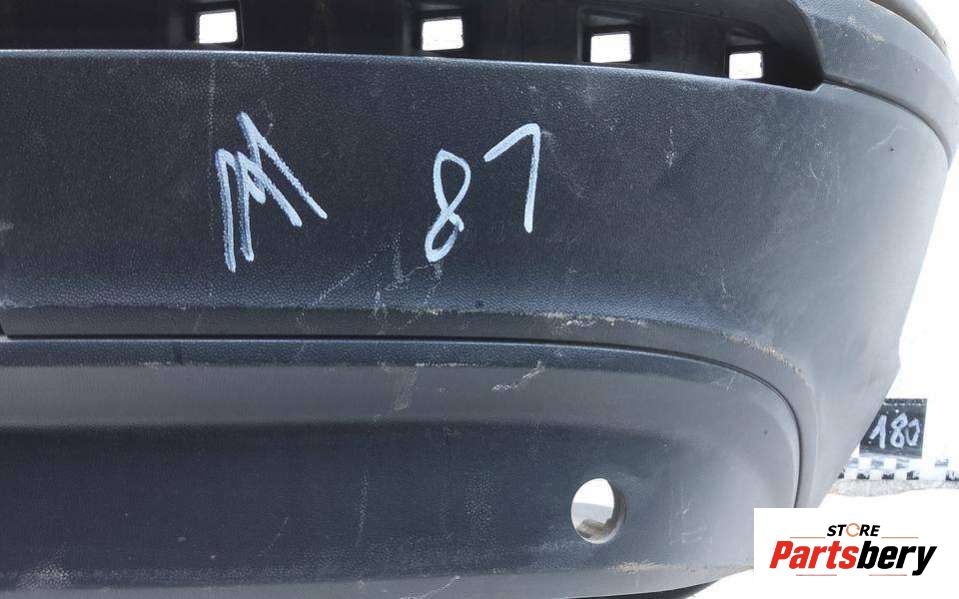 M 87
180
STORE
Partsbery